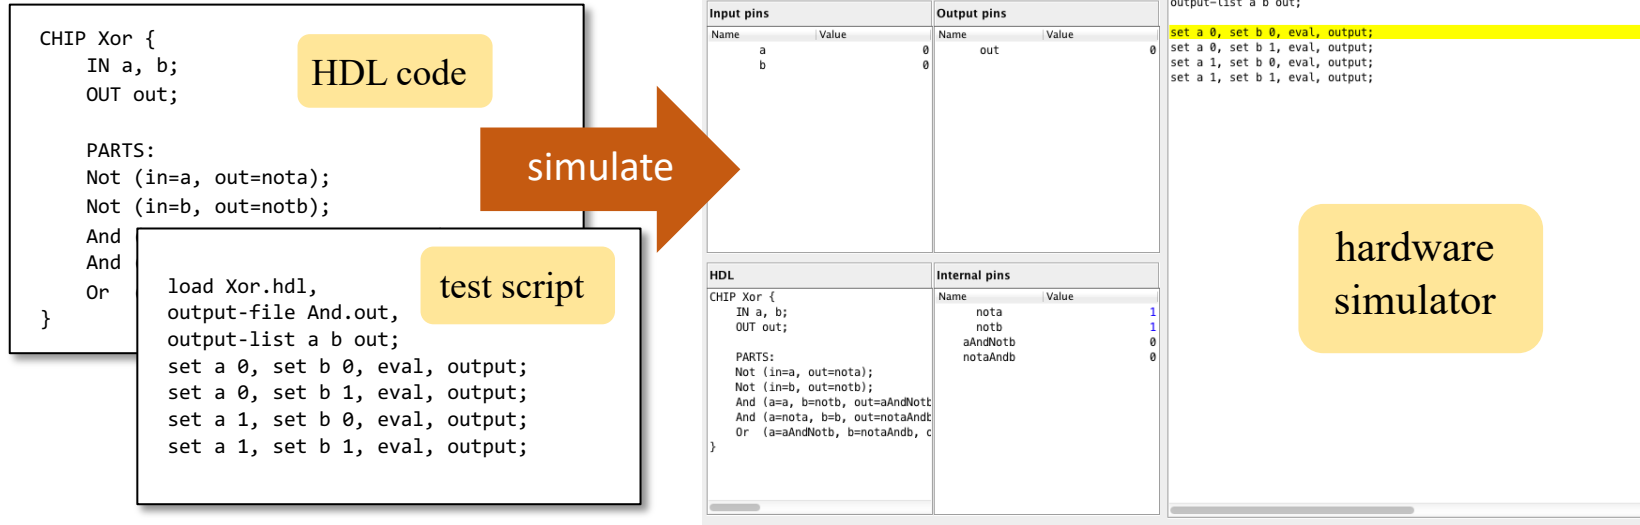 CHIP Xor {
IN a, b;
OUT out;
PARTS:
Not (in=a, out=nota);
Not (in=b, out=notb);
And
And
Or
}
HDL code
load Xor.hdl,
output-file And.out,
output-list a b out;
set a 0, set b 0, eval, output;
set a 0, set b 1, eval, output;
set a 1, set b 0, eval, output;
set a 1, set b 1, eval, output;
test script
simulate
Input pins
Name Value
a 0
b 0
Output pins
Name Value
out 0
HDL
CHIP Xor {
IN a, b;
OUT out;
PARTS:
Not (in=a, out=nota);
Not (in=b, out=notb);
And (a=a, b=notb, out=aAndNotb
And (a=nota, b=b, out=notaAndb
Or (a=aAndNotb, b=notaAndb, o
}
Internal pins
Name Value
nota 1
notb 1
aAndNotb 0
notaAndb 0
output-list a b out;
set a 0, set b 0, eval, output;
set a 0, set b 1, eval, output;
set a 1, set b 0, eval, output;
set a 1, set b 1, eval, output;
hardware
simulator